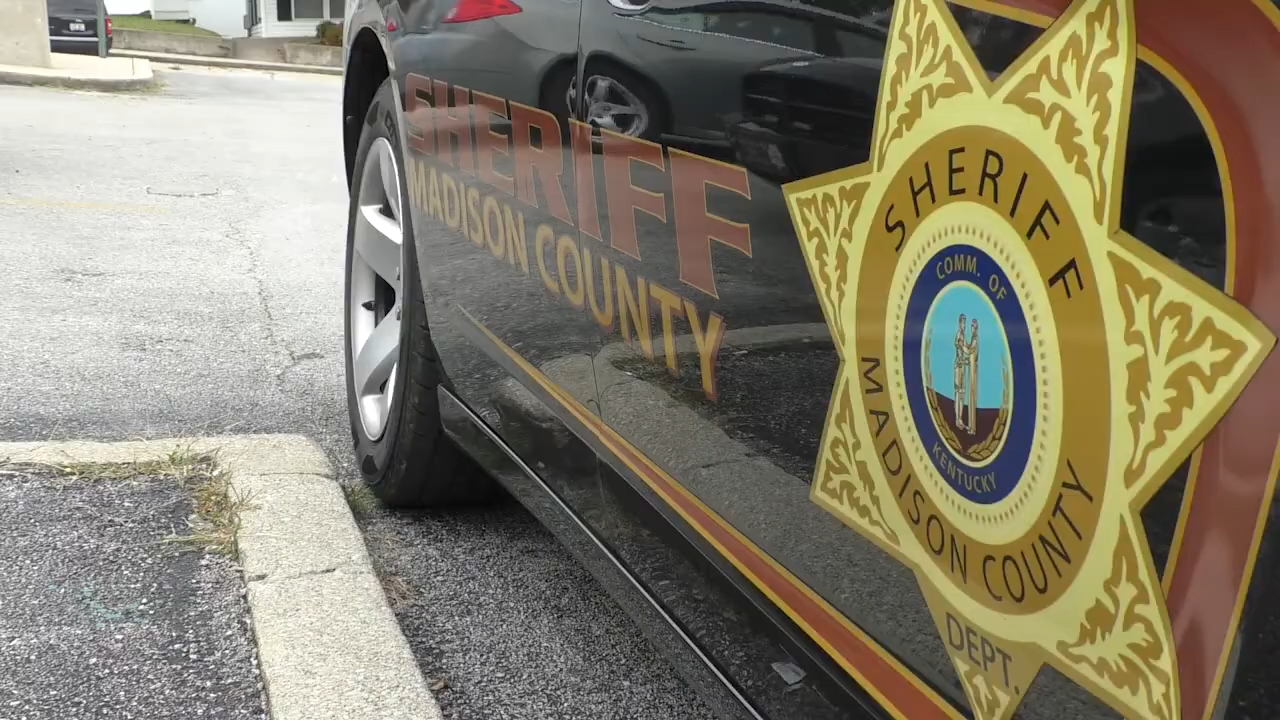 SHERIFF
MADISON COUNTY
SHERIFF
COMM. OF
KENTUCKY
MADISON COUNTY
DEPT.